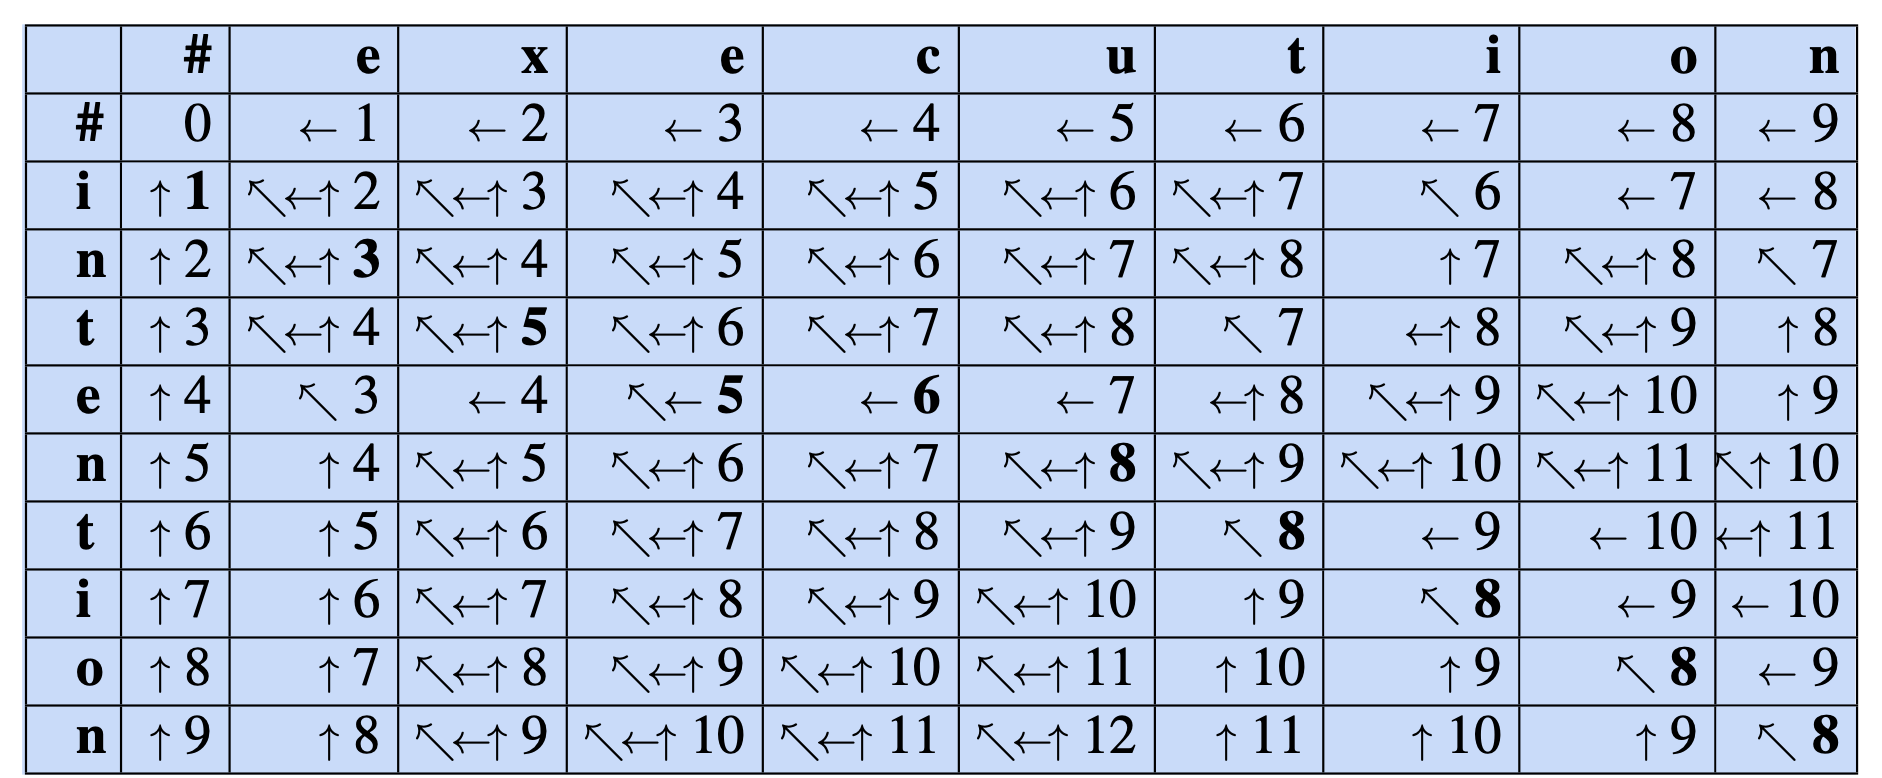 # e x e c u t i o n
# 0 ← 1 ← 2 ← 3 ← 4 ← 5 ← 6 ← 7 ← 8 ← 9
i ↑ 1 ↖←↑ 2 ↖←↑ 3 ↖←↑ 4 ↖←↑ 5 ↖←↑ 6 ↖←↑ 7 ↖ 6 ← 7 ← 8
n ↑ 2 ↖←↑ 3 ↖←↑ 4 ↖←↑ 5 ↖←↑ 6 ↖←↑ 7 ↖←↑ 8 ↑ 7 ↖←↑ 8 ↖ 7
t ↑ 3 ↖←↑ 4 ↖←↑ 5 ↖←↑ 6 ↖←↑ 7 ↖←↑ 8 ↖ 7 ←↑ 8 ↖←↑ 9 ↑ 8
e ↑ 4 ↖ 3 ← 4 ↖← 5 ← 6 ← 7 ←↑ 8 ↖←↑ 9 ↖←↑ 10 ↑ 9
n ↑ 5 ↑ 4 ↖←↑ 5 ↖←↑ 6 ↖←↑ 7 ↖←↑ 8 ↖←↑ 9 ↖←↑ 10 ↖←↑ 11 ↖↑ 10
t ↑ 6 ↑ 5 ↖←↑ 6 ↖←↑ 7 ↖←↑ 8 ↖←↑ 9 ↖ 8 ← 9 ← 10 ←↑ 11
i ↑ 7 ↑ 6 ↖←↑ 7 ↖←↑ 8 ↖←↑ 9 ↖←↑ 10 ↑ 9 ↖ 8 ← 9 ← 10
o ↑ 8 ↑ 7 ↖←↑ 8 ↖←↑ 9 ↖←↑ 10 ↖←↑ 11 ↑ 10 ↑ 9 ↖ 8 ← 9
n ↑ 9 ↑ 8 ↖←↑ 9 ↖←↑ 10 ↖←↑ 11 ↖←↑ 12 ↑ 11 ↑ 10 ↑ 9 ↖ 8